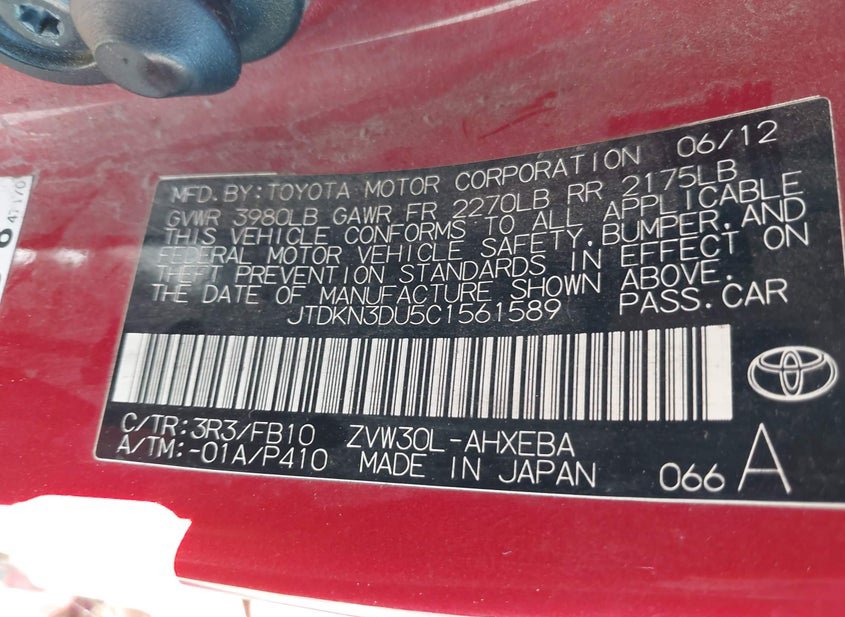 MFD. BY: TOYOTA MOTOR CORPORATION 06/12
GVWR 3980LB GAWR FR 2270LB RR 2175LB
THIS VEHICLE CONFORMS TO ALL APPLICABLE
FEDERAL MOTOR VEHICLE SAFETY, BUMPER, AND
THEFT PREVENTION STANDARDS IN EFFECT ON
THE DATE OF MANUFACTURE SHOWN ABOVE.
JTDKN3DU5C1561589 PASS. CAR
C/TR: 3R3/FB10 ZVW30L-AHXEBA
A/TM: -01A/P410 MADE IN JAPAN 066 A